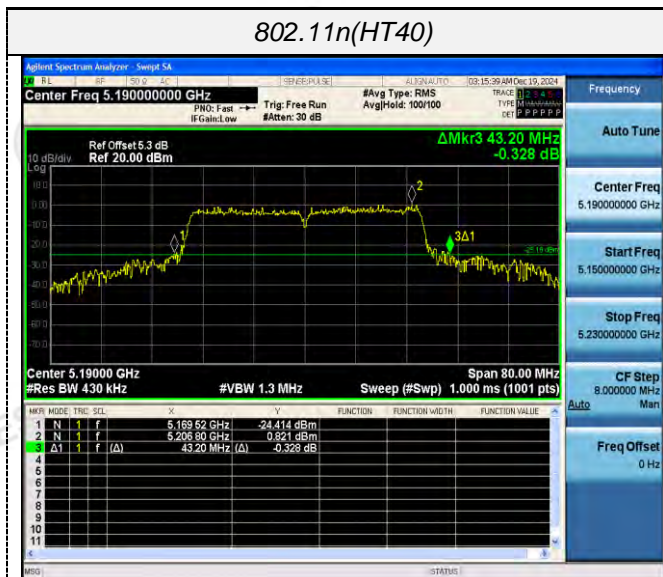 802.11n(HT40)
Agilent Spectrum Analyzer - Swept SA
RL RF 50 Ω AC SENSE:PULSE ALIGN AUTO 03:15:39 AM Dec 19, 2024
Center Freq 5.190000000 GHz
PNO: Fast
IFGain:Low
Trig: Free Run
#Atten: 30 dB
#Avg Type: RMS
Avg|Hold: 100/100
TRACE 1 2 3 4 5 6
TYPE M
DET P P P P P P
Frequency
Auto Tune
Center Freq
5.190000000 GHz
Start Freq
5.150000000 GHz
Stop Freq
5.230000000 GHz
CF Step
8.000000 MHz
Auto Man
Freq Offset
0 Hz
Ref Offset 5.3 dB
10 dB/div Ref 20.00 dBm
Log
ΔMkr3 43.20 MHz
-0.328 dB
10.0
0.00
-10.0
-20.0
-30.0
-40.0
-50.0
-60.0
-70.0
1
2
3Δ1
-25.18 dBm
Center 5.19000 GHz Span 80.00 MHz
#Res BW 430 kHz #VBW 1.3 MHz Sweep (#Swp) 1.000 ms (1001 pts)
MKR MODE TRC SCL X Y FUNCTION FUNCTION WIDTH FUNCTION VALUE
1 N 1 f 5.169 52 GHz -24.414 dBm
2 N 1 f 5.206 80 GHz 0.821 dBm
3 Δ1 1 f (Δ) 43.20 MHz (Δ) -0.328 dB
4
5
6
7
8
9
10
11
MSG STATUS